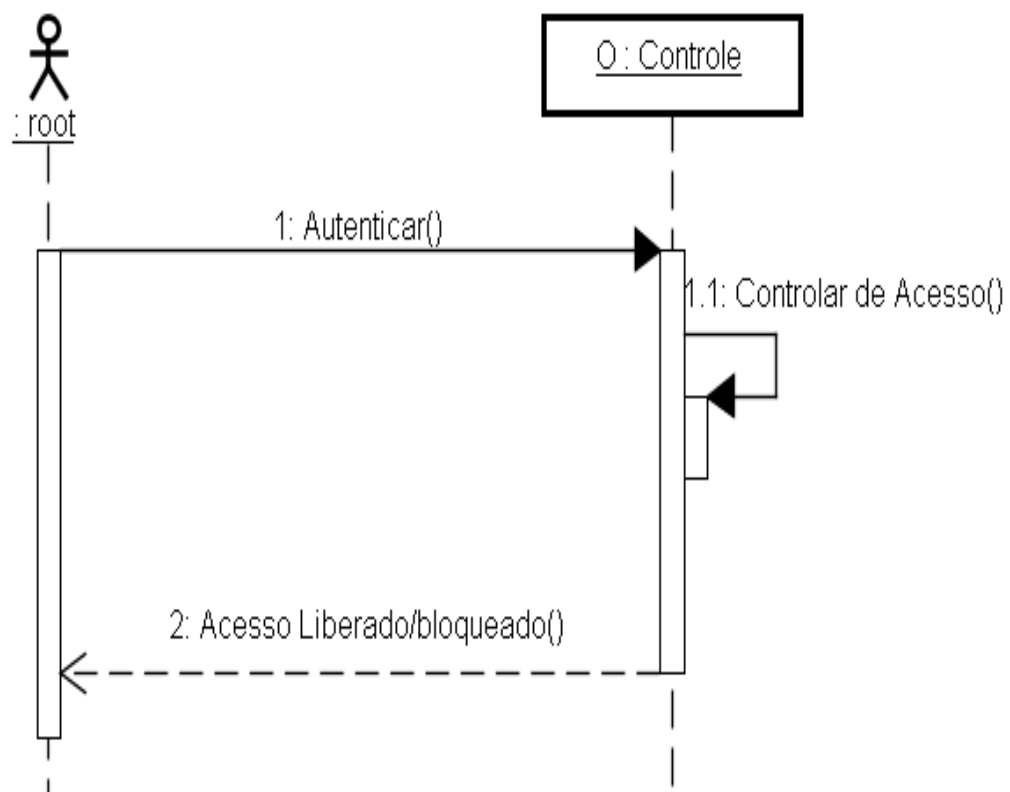 : root
O : Controle
1: Autenticar()
1.1: Controlar de Acesso()
2: Acesso Liberado/bloqueado()